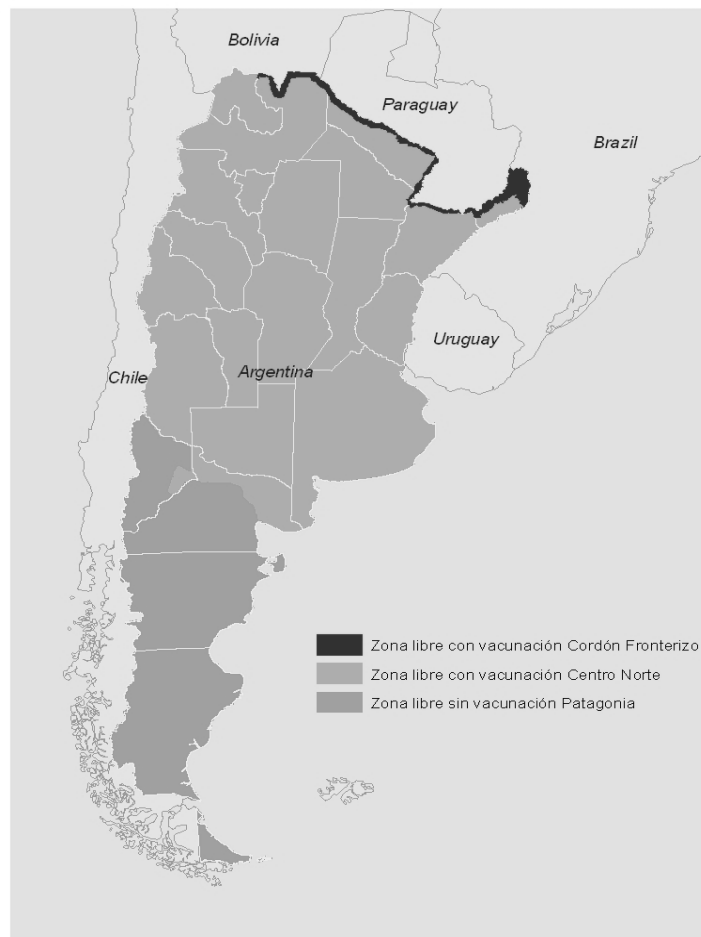 Bolivia
Paraguay
Brazil
Uruguay
Argentina
Chile
Zona libre con vacunación Cordón Fronterizo
Zona libre con vacunación Centro Norte
Zona libre sin vacunación Patagonia